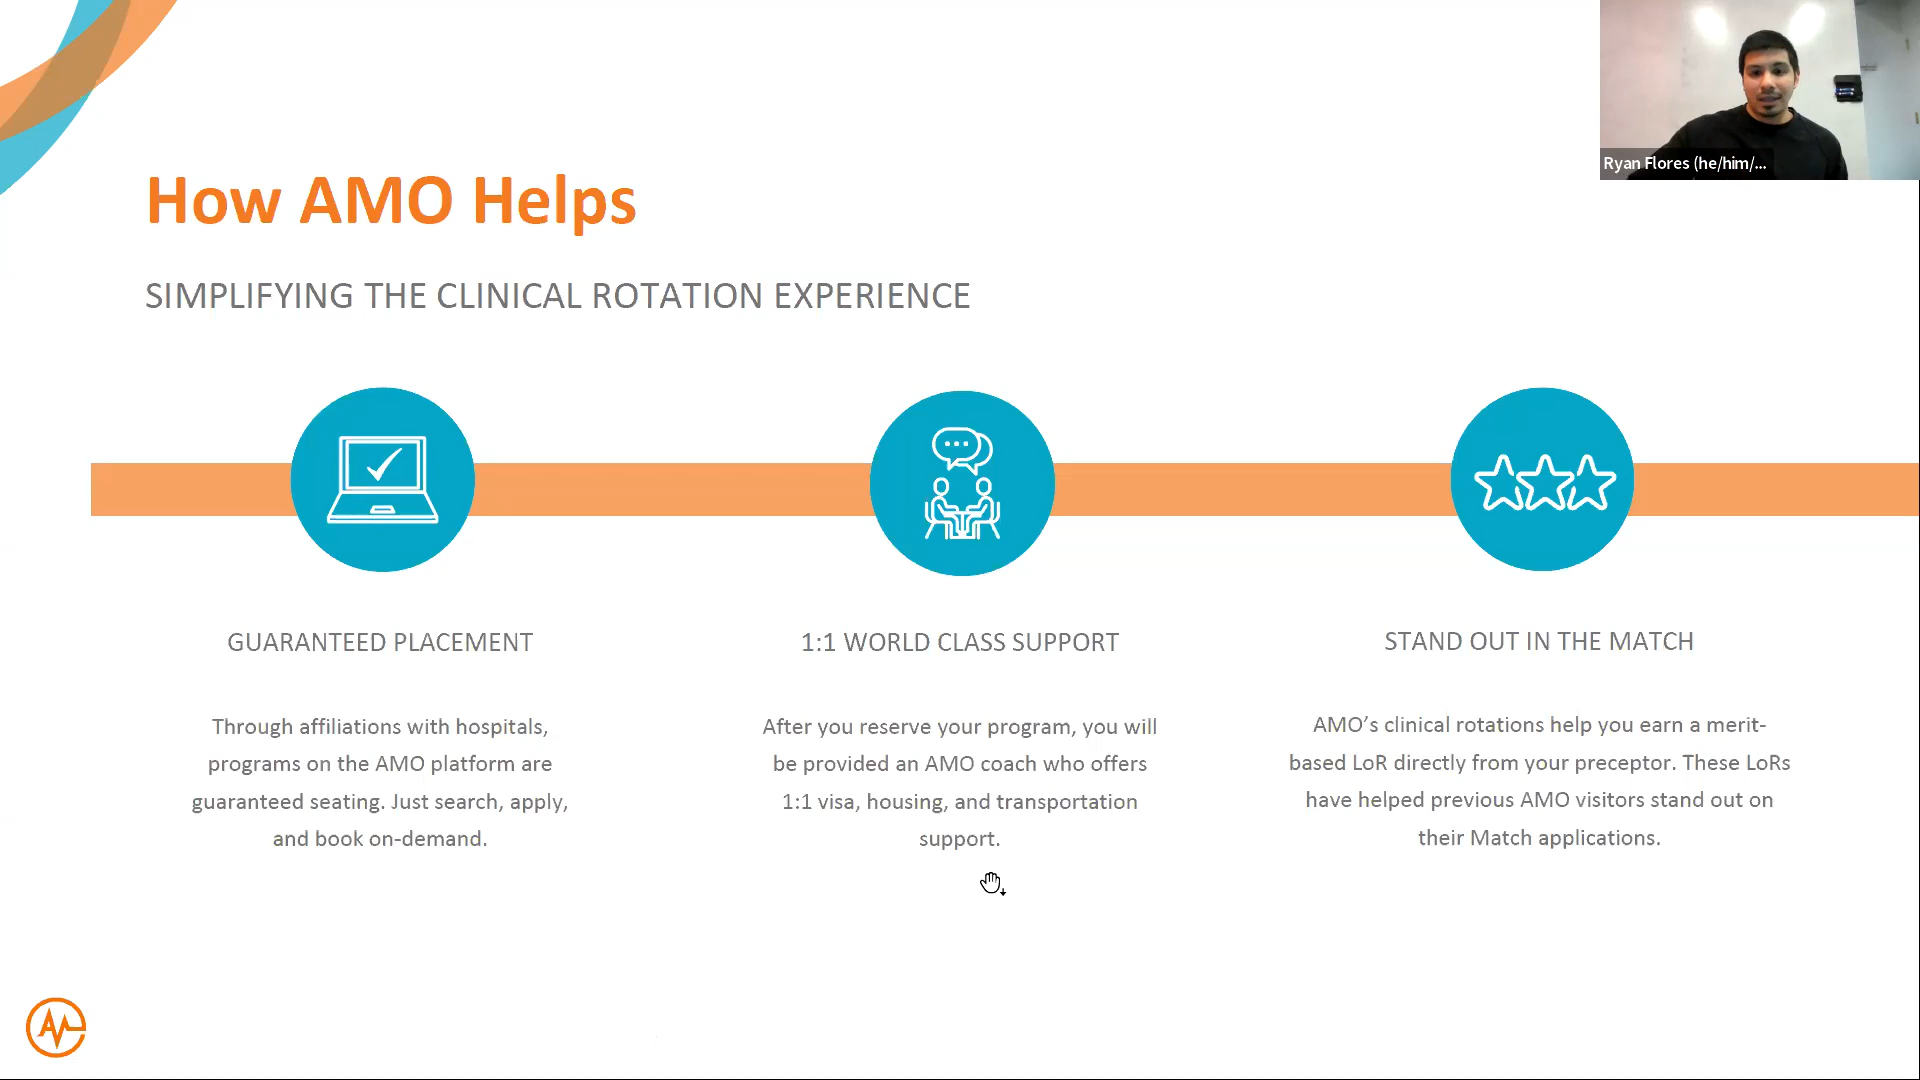 Ryan Flores (he/him/...
How AMO Helps
SIMPLIFYING THE CLINICAL ROTATION EXPERIENCE
GUARANTEED PLACEMENT
Through affiliations with hospitals,
programs on the AMO platform are
guaranteed seating. Just search, apply,
and book on-demand.
1:1 WORLD CLASS SUPPORT
After you reserve your program, you will
be provided an AMO coach who offers
1:1 visa, housing, and transportation
support.
STAND OUT IN THE MATCH
AMO’s clinical rotations help you earn a merit-
based LoR directly from your preceptor. These LoRs
have helped previous AMO visitors stand out on
their Match applications.